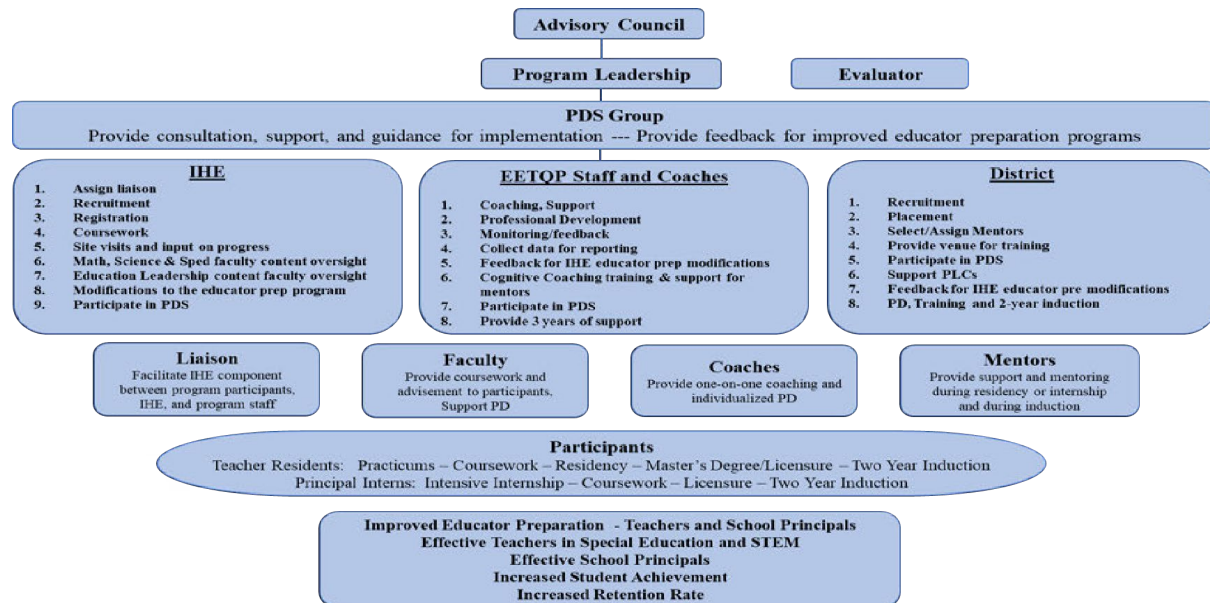 Advisory Council
Program Leadership
Evaluator
PDS Group
Provide consultation, support, and guidance for implementation --- Provide feedback for improved educator preparation programs
IHE
1. Assign liaison
2. Recruitment
3. Registration
4. Coursework
5. Site visits and input on progress
6. Math, Science & Sped faculty content oversight
7. Education Leadership content faculty oversight
8. Modifications to the educator prep program
9. Participate in PDS
EETQP Staff and Coaches
1. Coaching, Support
2. Professional Development
3. Monitoring/feedback
4. Collect data for reporting
5. Feedback for IHE educator prep modifications
6. Cognitive Coaching training & support for
mentors
7. Participate in PDS
8. Provide 3 years of support
District
1. Recruitment
2. Placement
3. Select/Assign Mentors
4. Provide venue for training
5. Participate in PDS
6. Support PLCs
7. Feedback for IHE educator pre modifications
8. PD, Training and 2-year induction
Liaison
Facilitate IHE component
between program participants,
IHE, and program staff
Faculty
Provide coursework and
advisement to participants,
Support PD
Coaches
Provide one-on-one coaching and
individualized PD
Mentors
Provide support and mentoring
during residency or internship
and during induction
Participants
Teacher Residents: Practicums – Coursework – Residency – Master's Degree/Licensure – Two Year Induction
Principal Interns: Intensive Internship – Coursework – Licensure – Two Year Induction
Improved Educator Preparation - Teachers and School Principals
Effective Teachers in Special Education and STEM
Effective School Principals
Increased Student Achievement
Increased Retention Rate